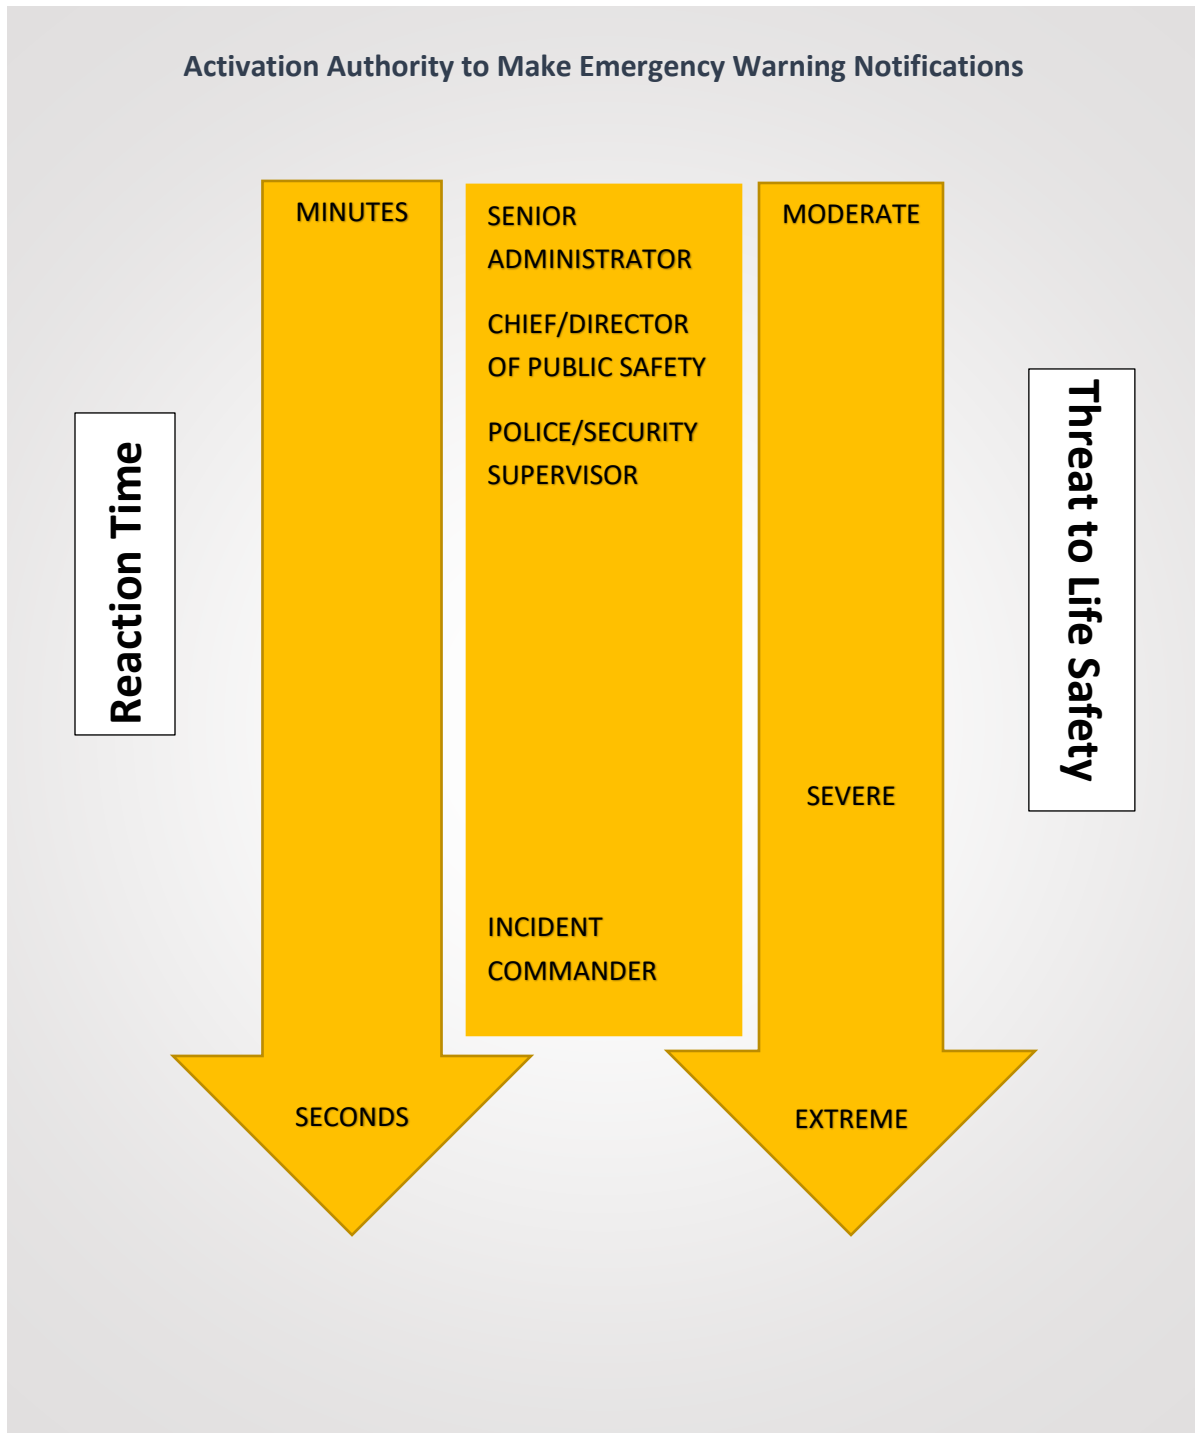 Activation Authority to Make Emergency Warning Notifications
Reaction Time
MINUTES
SECONDS
SENIOR
ADMINISTRATOR
CHIEF/DIRECTOR
OF PUBLIC SAFETY
POLICE/SECURITY
SUPERVISOR
INCIDENT
COMMANDER
MODERATE
SEVERE
EXTREME
Threat to Life Safety